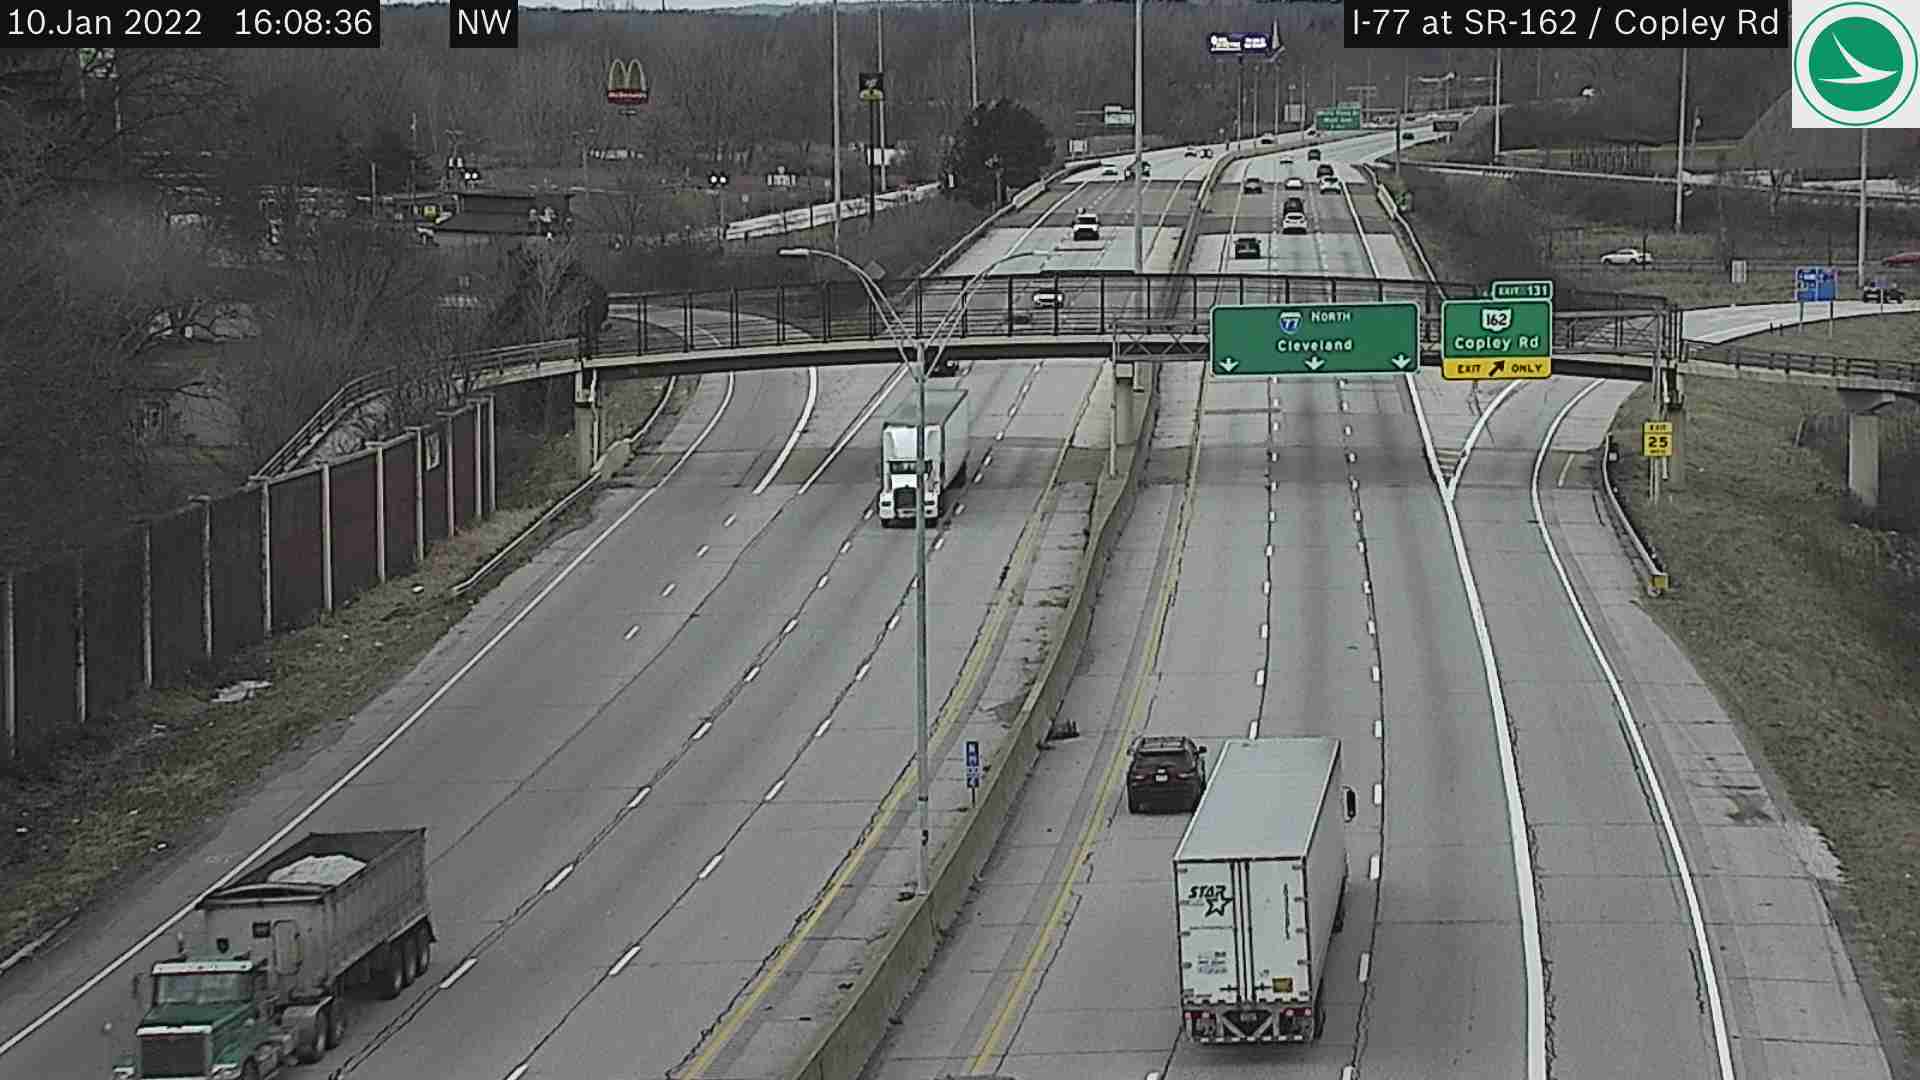 10.Jan 2022 16:08:36
NW
I-77 at SR-162 / Copley Rd
McDonald's
EXIT 131
77 NORTH
Cleveland
162
Copley Rd
EXIT ONLY
EXIT
25
STAR